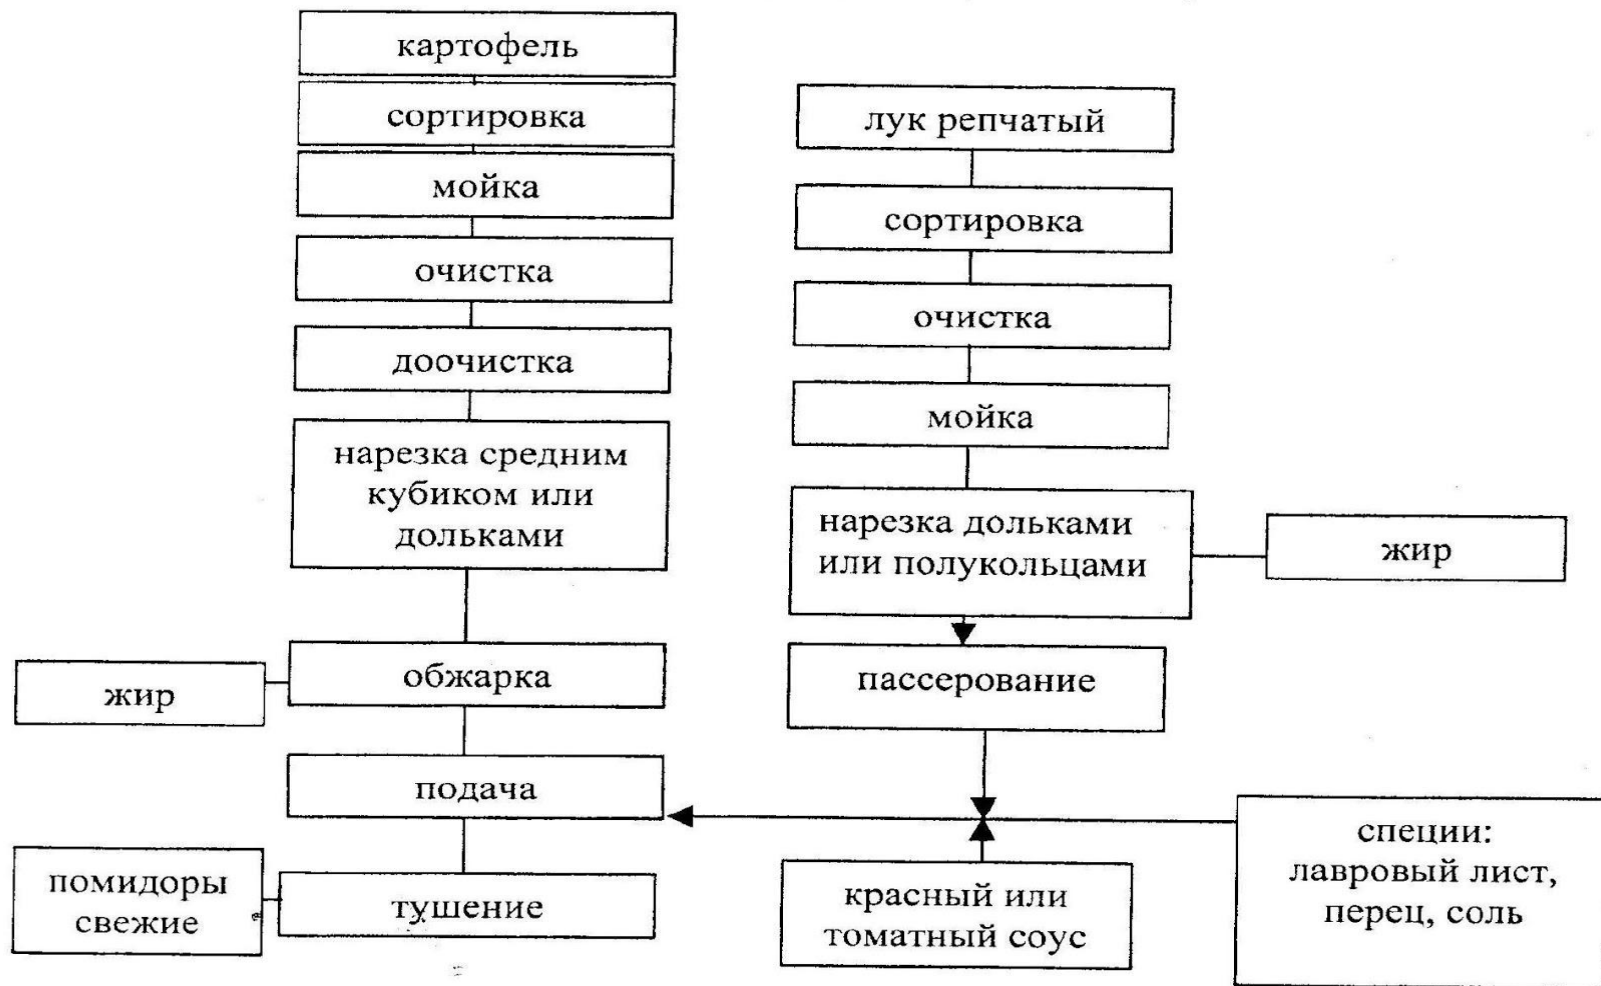 картофель
сортировка
мойка
очистка
доочистка
нарезка средним
кубиком или
дольками
обжарка
жир
подача
помидоры
свежие
тушение
лук репчатый
сортировка
очистка
мойка
нарезка дольками
или полукольцами
жир
пассерование
красный или
томатный соус
специи:
лавровый лист,
перец, соль